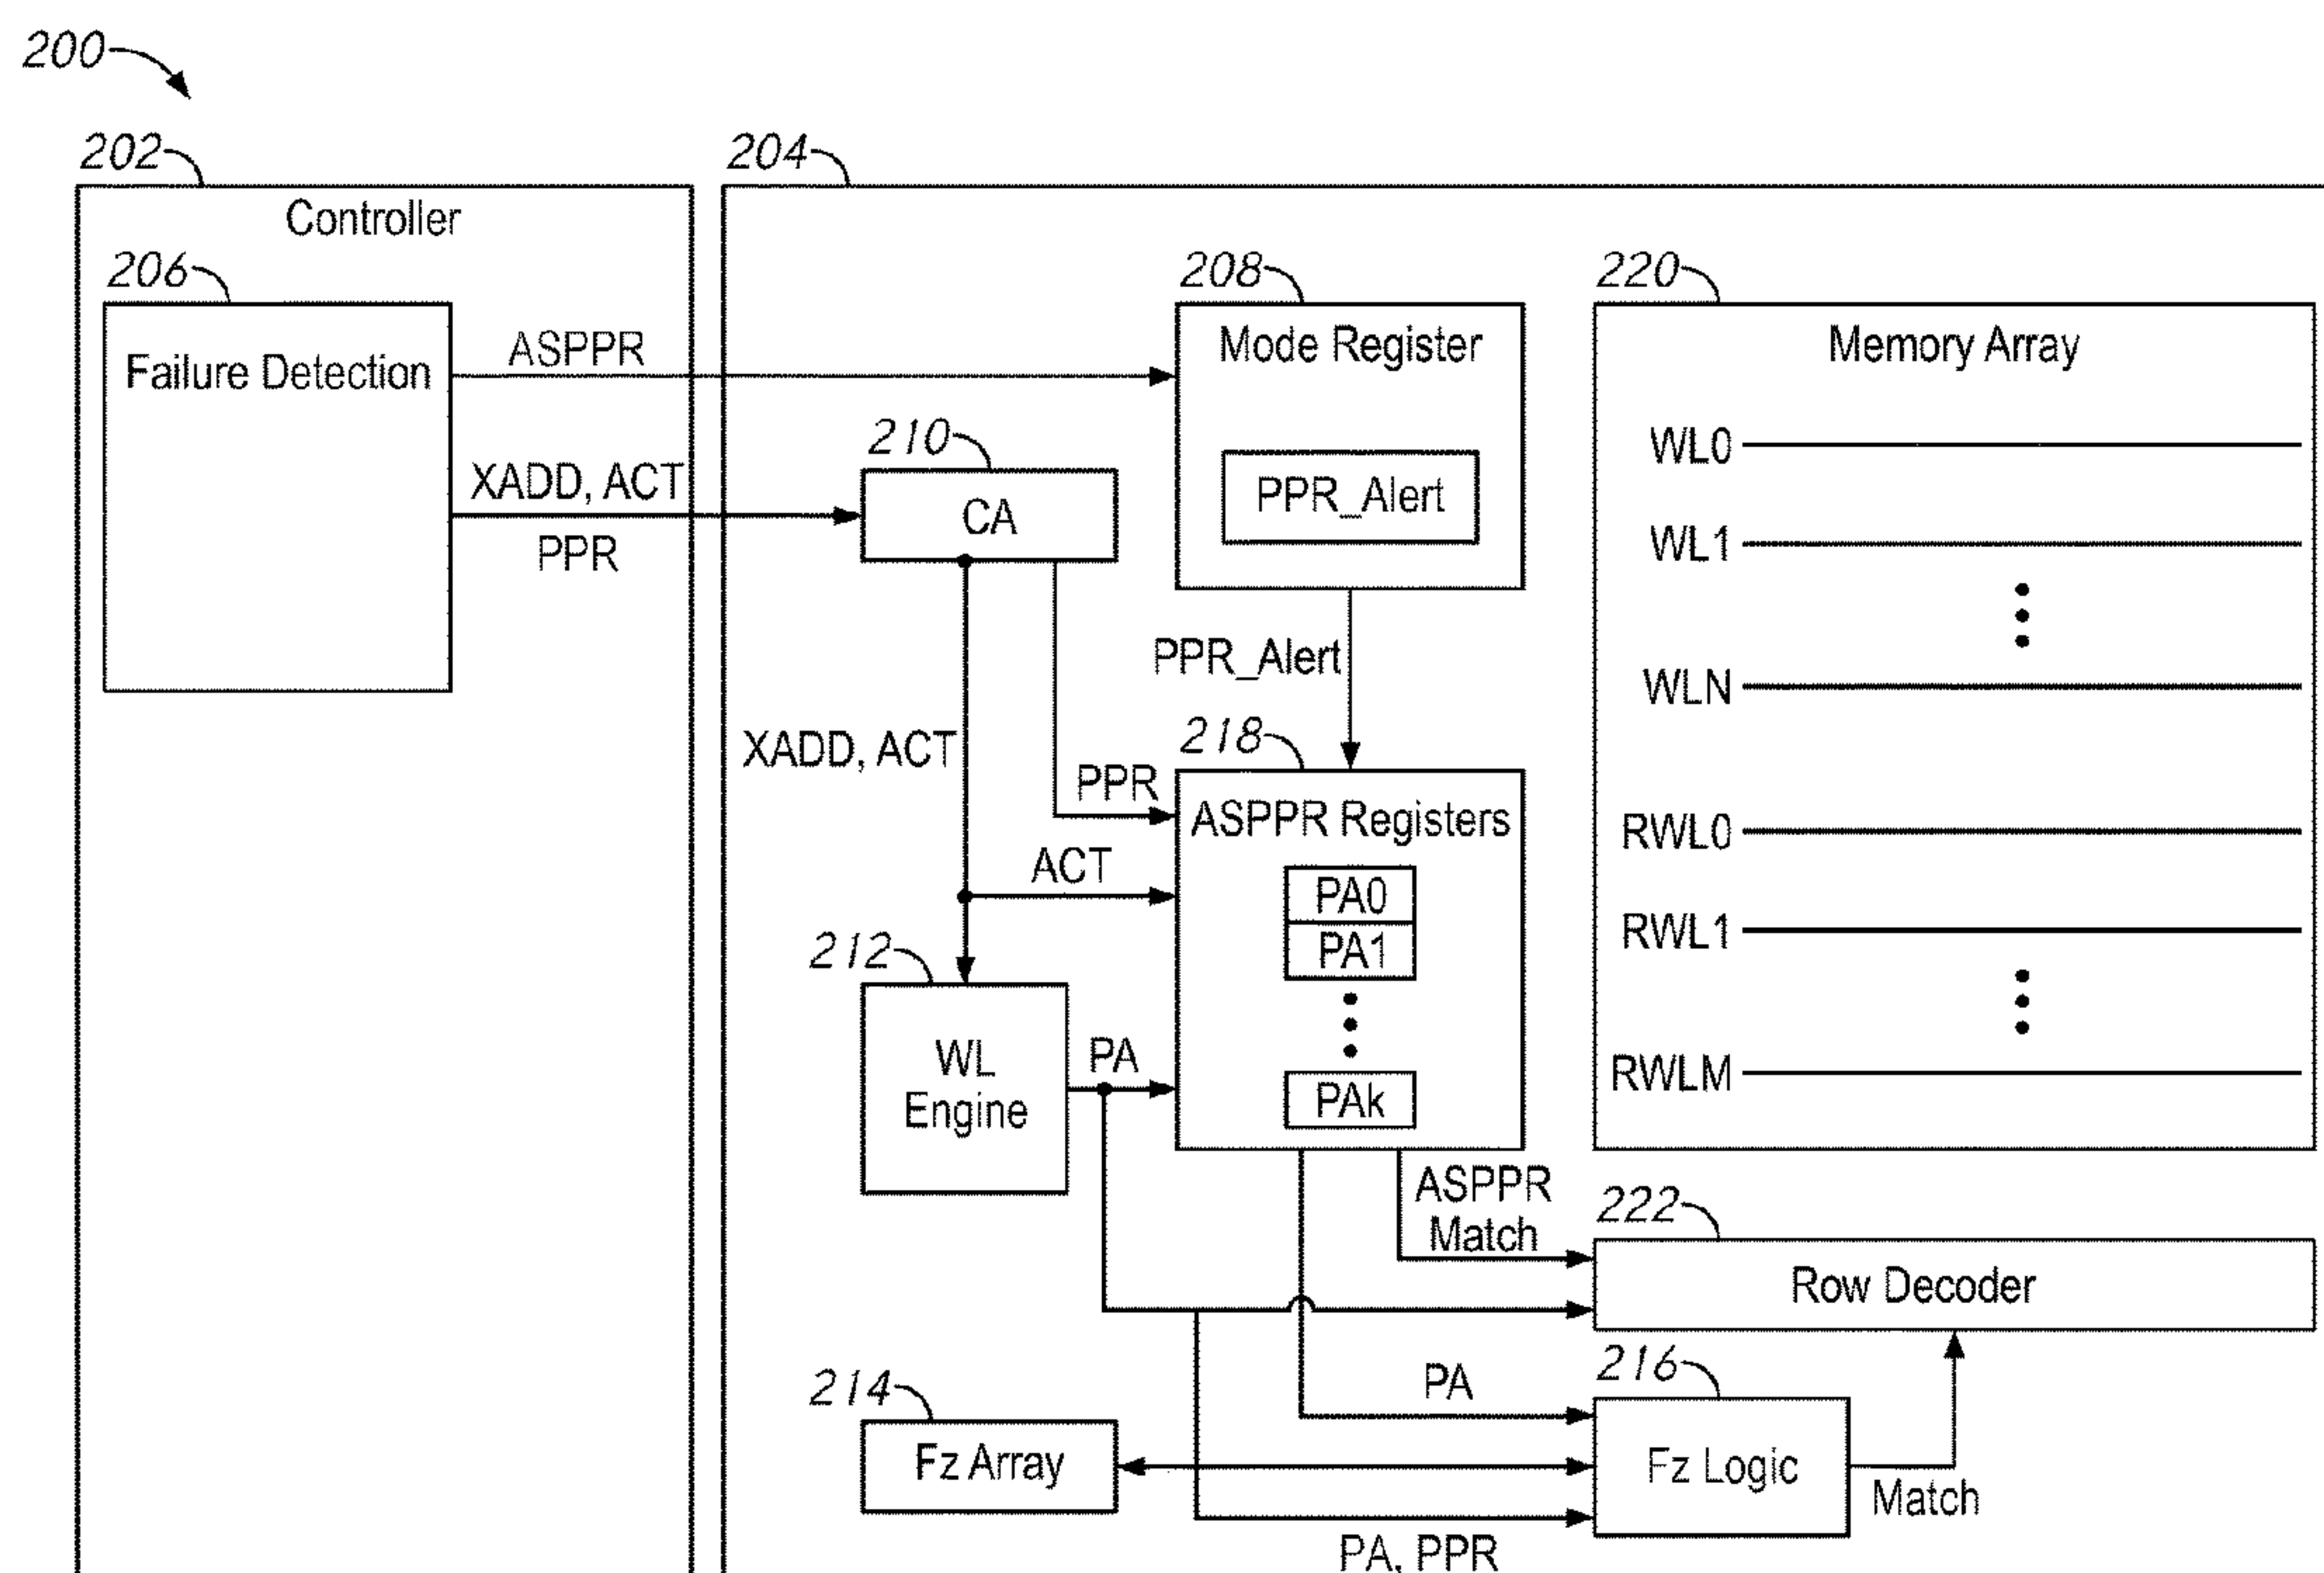 200
202
204
Controller
206
208
220
Failure Detection
ASPPR
Mode Register
Memory Array
210
WL0
XADD, ACT
PPR
CA
PPR_Alert
WL1
WLN
PPR_Alert
XADD, ACT
218
PPR
ASPPR Registers
RWL0
ACT
PA0
PA1
RWL1
212
WL
Engine
PA
PAk
RWLM
ASPPR
Match
222
Row Decoder
214
PA
216
Fz Array
Fz Logic
Match
PA, PPR